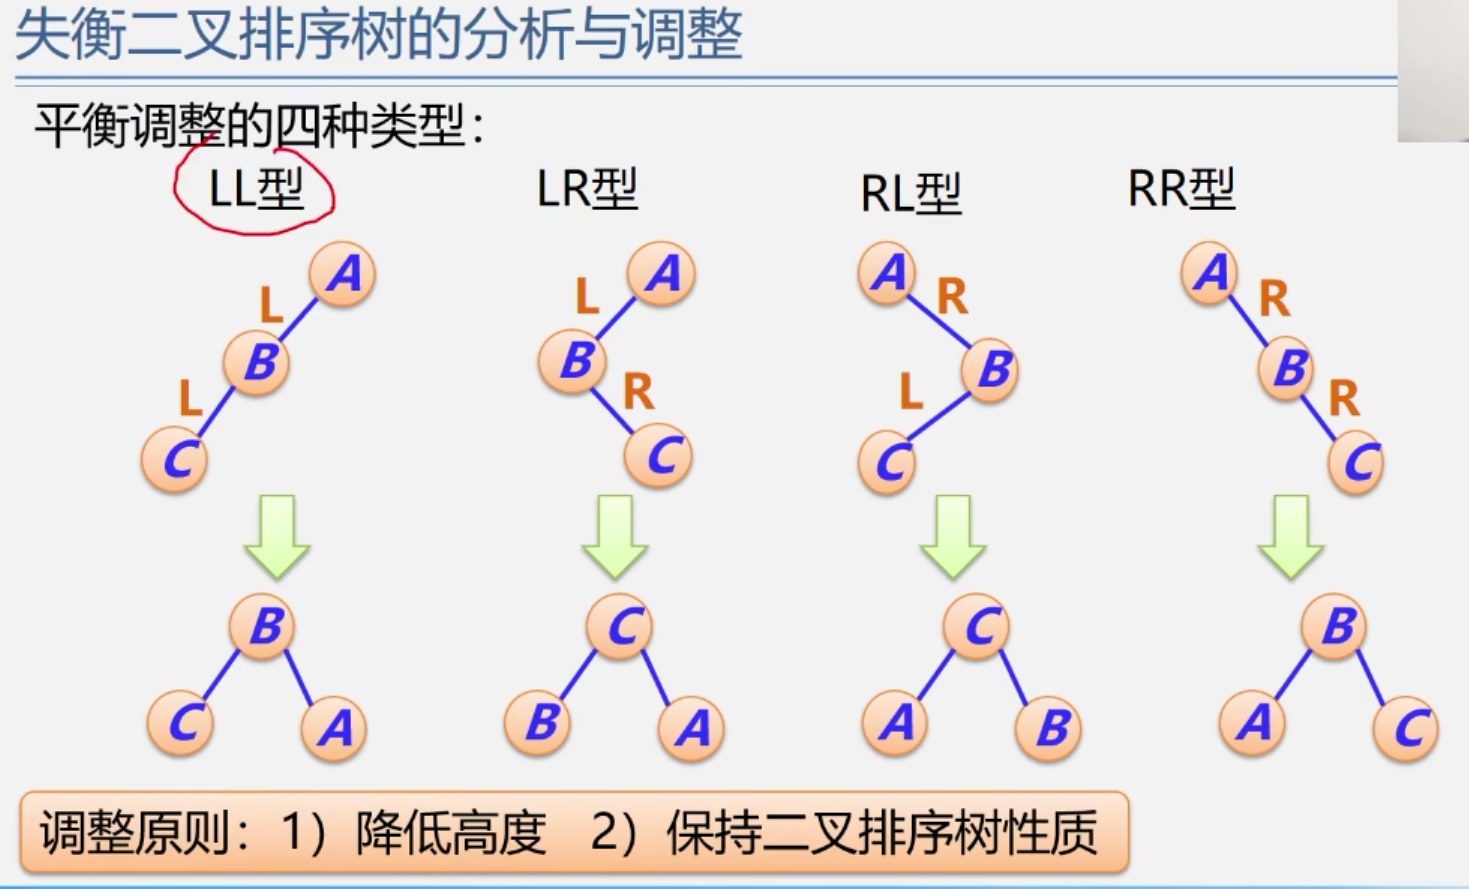 失衡二叉排序树的分析与调整
平衡调整的四种类型：
LL型 LR型 RL型 RR型
A A A A
L L R R
B B B B
L R L R
C C C C
B C C B
C A B A A B A C
调整原则：1）降低高度 2）保持二叉排序树性质